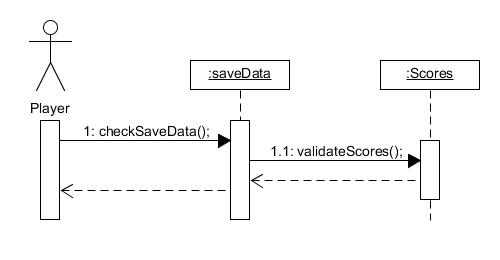 :saveData
:Scores
Player
1: checkSaveData();
1.1: validateScores();